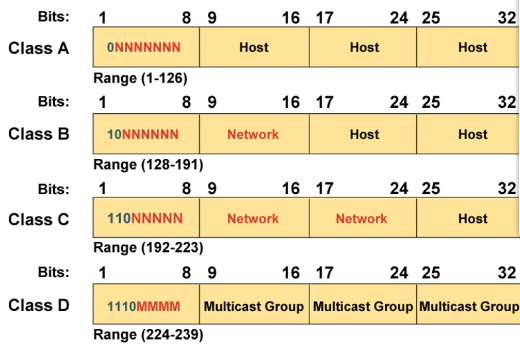 Bits: 1 8 9 16 17 24 25 32
Class A 0NNNNNNN Host Host Host
Range (1-126)
Bits: 1 8 9 16 17 24 25 32
Class B 10NNNNNN Network Host Host
Range (128-191)
Bits: 1 8 9 16 17 24 25 32
Class C 110NNNNN Network Network Host
Range (192-223)
Bits: 1 8 9 16 17 24 25 32
Class D 1110MMMM Multicast Group Multicast Group Multicast Group
Range (224-239)